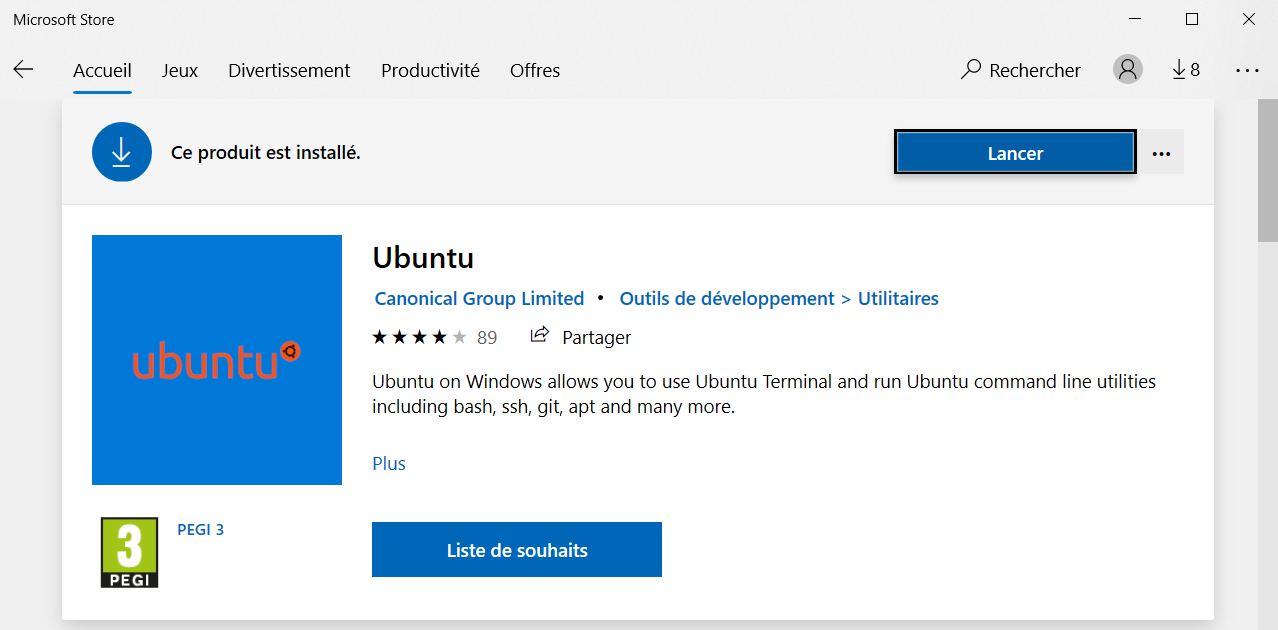 Microsoft Store
Accueil Jeux Divertissement Productivité Offres Rechercher 8
Ce produit est installé.
Lancer
ubuntu
Ubuntu
Canonical Group Limited • Outils de développement > Utilitaires
89 Partager
Ubuntu on Windows allows you to use Ubuntu Terminal and run Ubuntu command line utilities
including bash, ssh, git, apt and many more.
Plus
3
PEGI
PEGI 3
Liste de souhaits